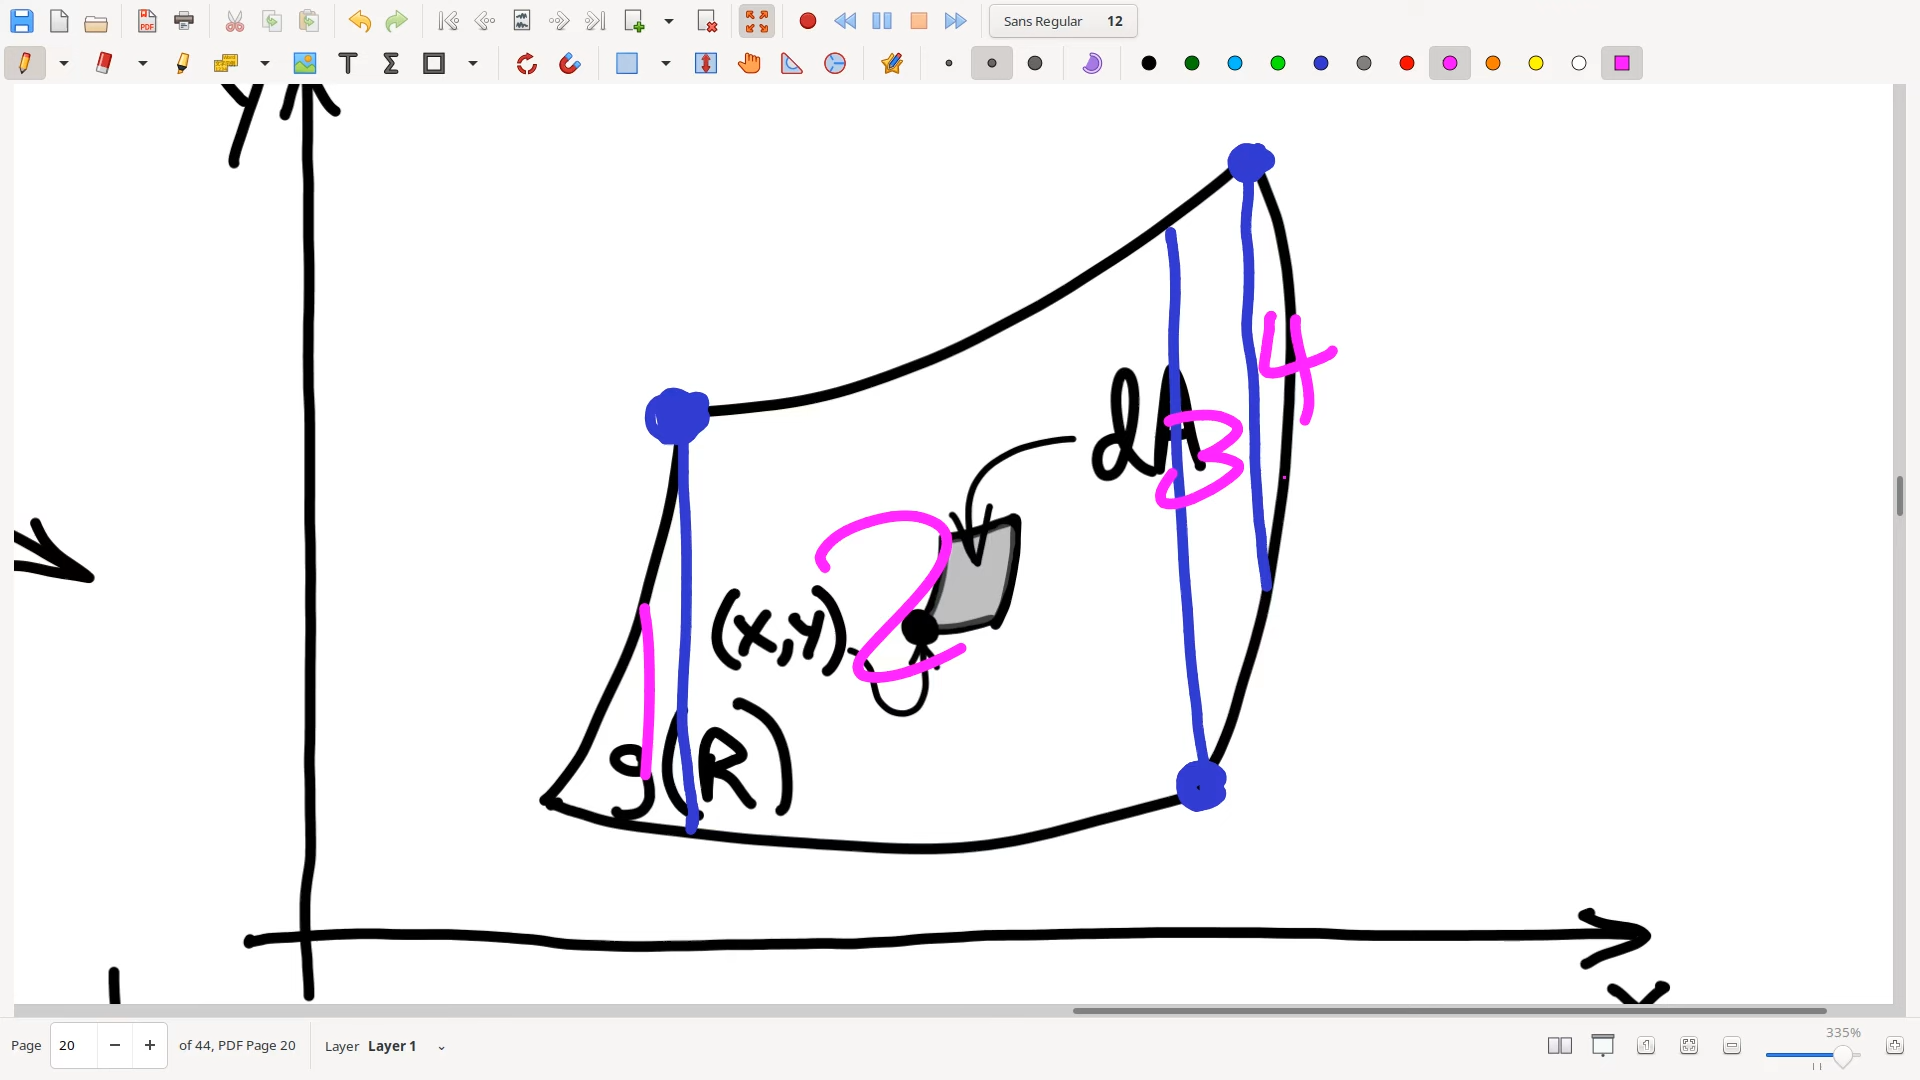 Sans Regular 12
y
4
dA
3
2
(x,y)
1
g(R)
x
Page 20 of 44, PDF Page 20 Layer Layer 1 335%